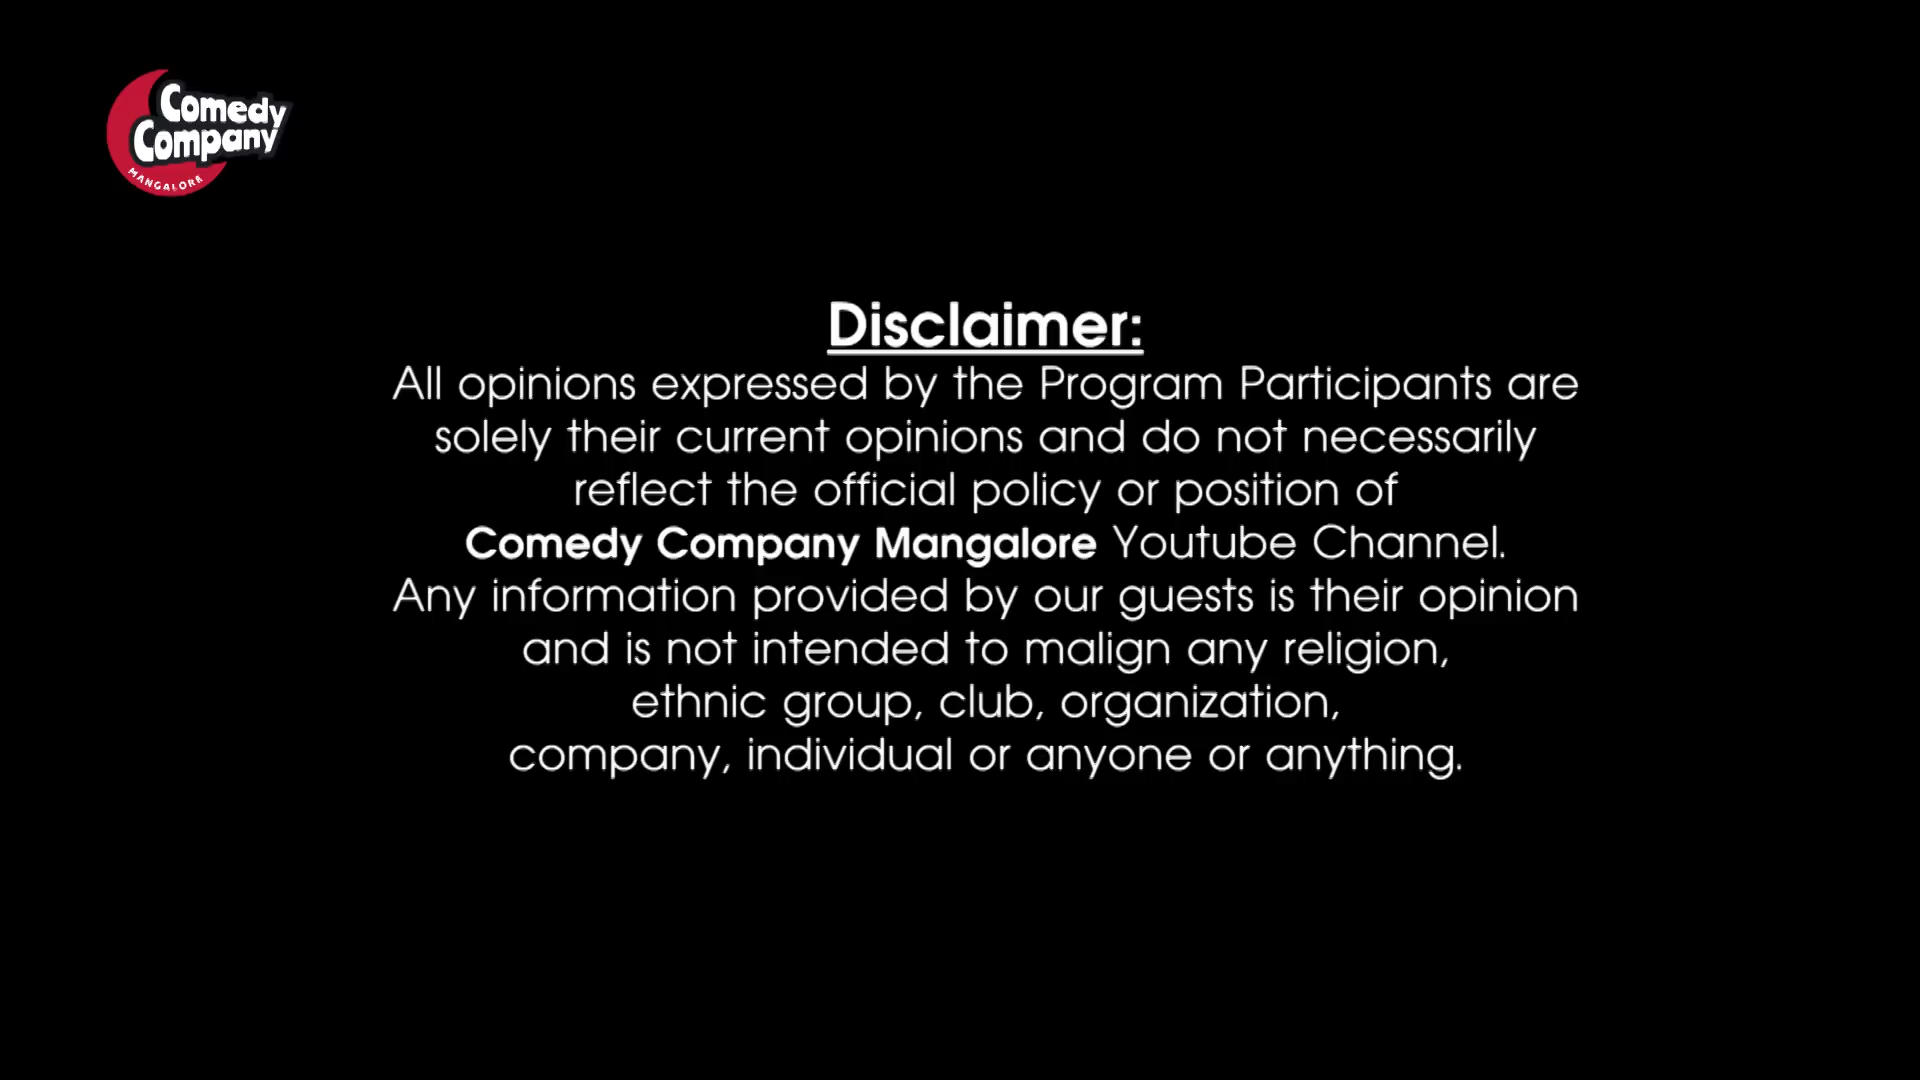 Comedy
Company
MANGALORE
Disclaimer:
All opinions expressed by the Program Participants are
solely their current opinions and do not necessarily
reflect the official policy or position of
Comedy Company Mangalore Youtube Channel.
Any information provided by our guests is their opinion
and is not intended to malign any religion,
ethnic group, club, organization,
company, individual or anyone or anything.